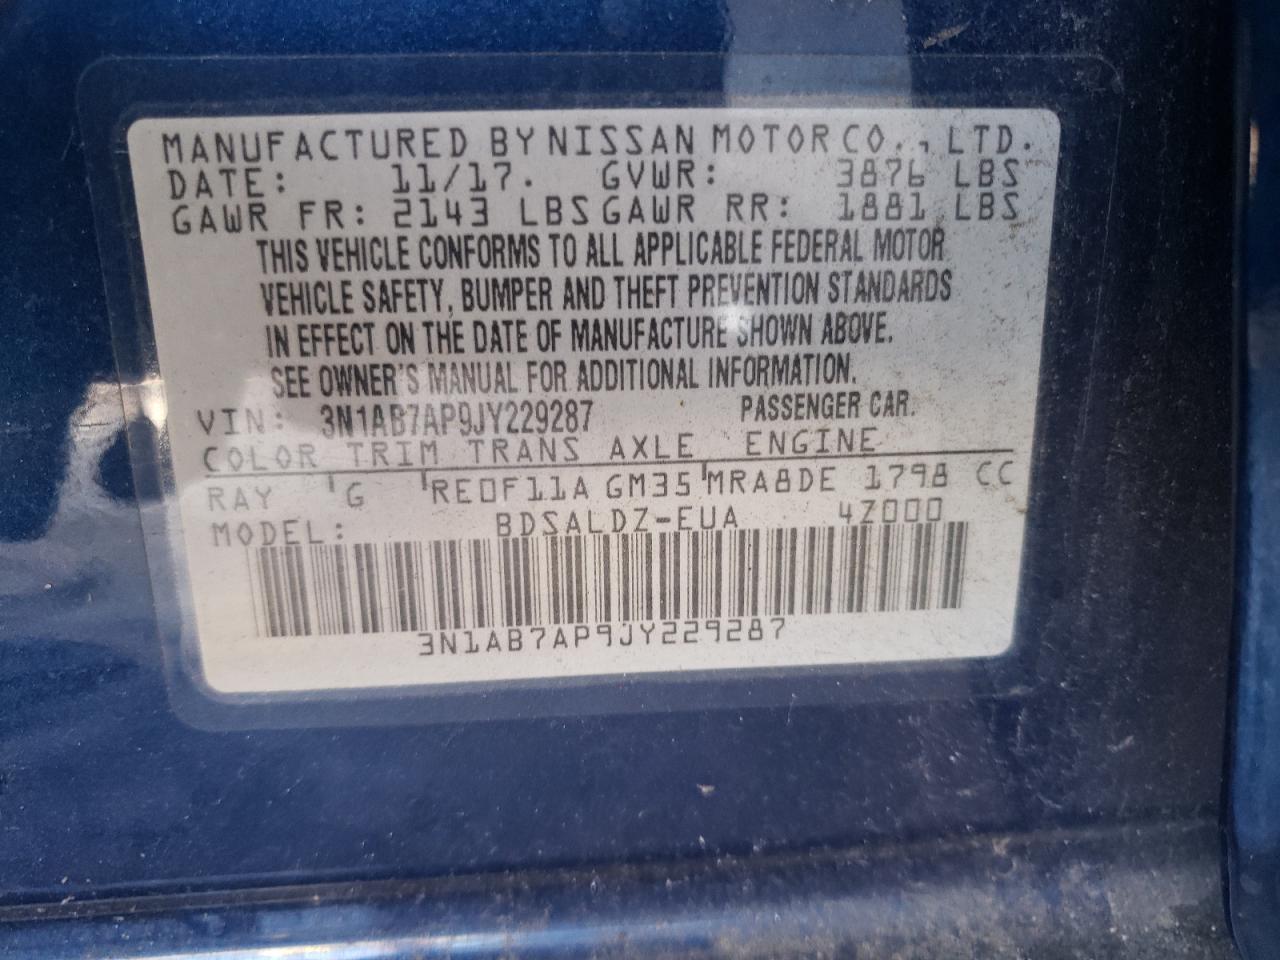 MANUFACTURED BY NISSAN MOTOR CO., LTD.
DATE: 11/17. GVWR: 3876 LBS
GAWR FR: 2143 LBS GAWR RR: 1881 LBS
THIS VEHICLE CONFORMS TO ALL APPLICABLE FEDERAL MOTOR
VEHICLE SAFETY, BUMPER AND THEFT PREVENTION STANDARDS
IN EFFECT ON THE DATE OF MANUFACTURE SHOWN ABOVE.
SEE OWNER'S MANUAL FOR ADDITIONAL INFORMATION.
VIN: 3N1AB7AP9JY229287 PASSENGER CAR.
COLOR TRIM TRANS AXLE ENGINE
RAY G RE0F11A GM35 MRA8DE 1798 CC
MODEL: BDSALDZ-EUA 4Z000
3N1AB7AP9JY229287